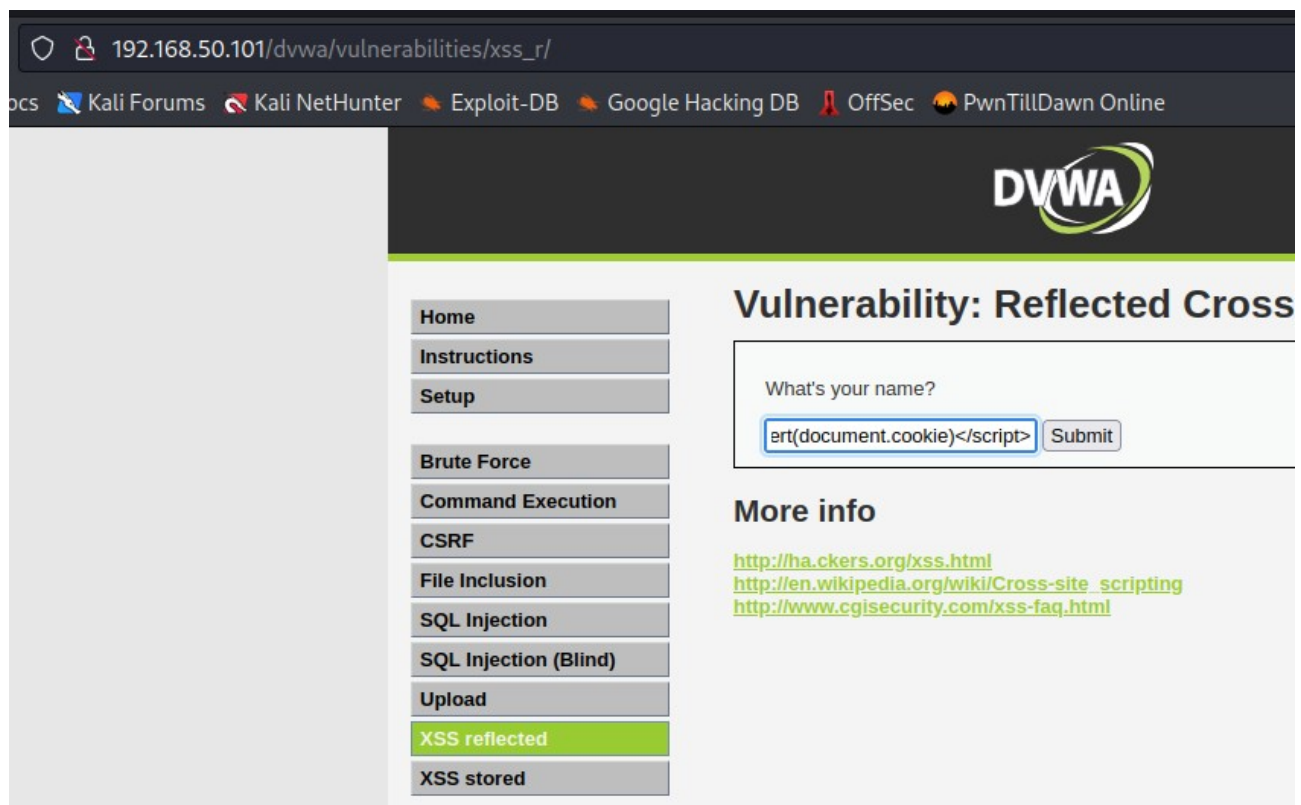 192.168.50.101/dvwa/vulnerabilities/xss_r/
ocs Kali Forums Kali NetHunter Exploit-DB Google Hacking DB OffSec PwnTillDawn Online
DVWA
Home
Instructions
Setup
Brute Force
Command Execution
CSRF
File Inclusion
SQL Injection
SQL Injection (Blind)
Upload
XSS reflected
XSS stored
Vulnerability: Reflected Cross
What's your name?
ert(document.cookie)</script> Submit
More info
http://ha.ckers.org/xss.html
http://en.wikipedia.org/wiki/Cross-site_scripting
http://www.cgisecurity.com/xss-faq.html